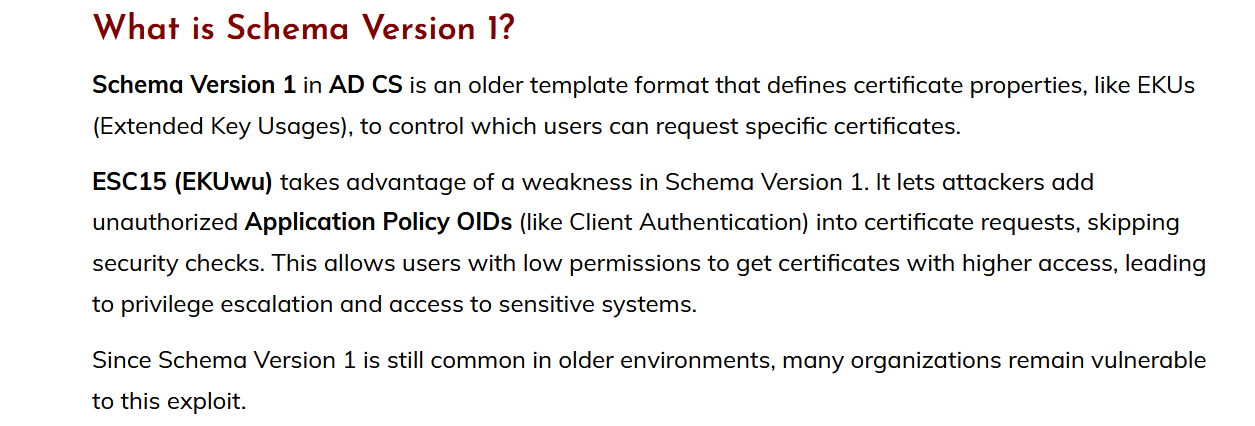 What is Schema Version 1?
Schema Version 1 in AD CS is an older template format that defines certificate properties, like EKUs
(Extended Key Usages), to control which users can request specific certificates.
ESC15 (EKUwu) takes advantage of a weakness in Schema Version 1. It lets attackers add
unauthorized Application Policy OIDs (like Client Authentication) into certificate requests, skipping
security checks. This allows users with low permissions to get certificates with higher access, leading
to privilege escalation and access to sensitive systems.
Since Schema Version 1 is still common in older environments, many organizations remain vulnerable
to this exploit.